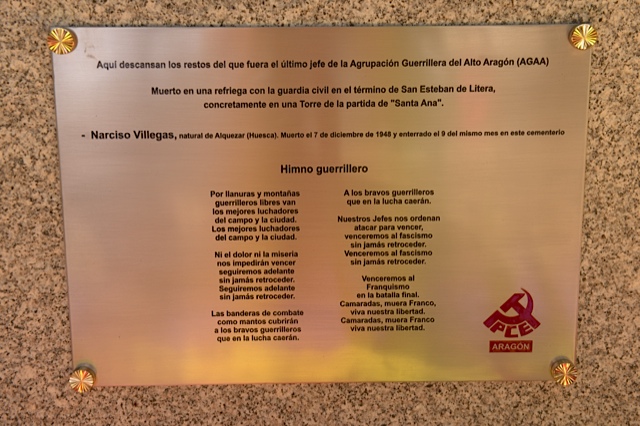 Aqui descansan los restos del que fuera el último jefe de la Agrupación Guerrillera del Alto Aragón (AGAA)
Muerto en una refriega con la guardia civil en el término de San Esteban de Litera,
concretamente en una Torre de la partida de "Santa Ana".
- Narciso Villegas, natural de Alquezar (Huesca). Muerto el 7 de diciembre de 1948 y enterrado el 9 del mismo mes en este cementerio
Himno guerrillero
Por llanuras y montañas
guerrilleros libres van
los mejores luchadores
del campo y la ciudad.
Los mejores luchadores
del campo y la ciudad.
Ni el dolor ni la miseria
nos impedirán vencer
seguiremos adelante
sin jamás retroceder.
Seguiremos adelante
sin jamás retroceder.
Las banderas de combate
como mantos cubrirán
a los bravos guerrilleros
que en la lucha caerán.
A los bravos guerrilleros
que en la lucha caerán.
Nuestros Jefes nos ordenan
atacar para vencer,
venceremos al fascismo
sin jamás retroceder.
Venceremos al fascismo
sin jamás retroceder.
Venceremos al
Franquismo
en la batalla final.
Camaradas, muera Franco,
viva nuestra libertad.
Camaradas, muera Franco
viva nuestra libertad.
PCE
ARAGÓN